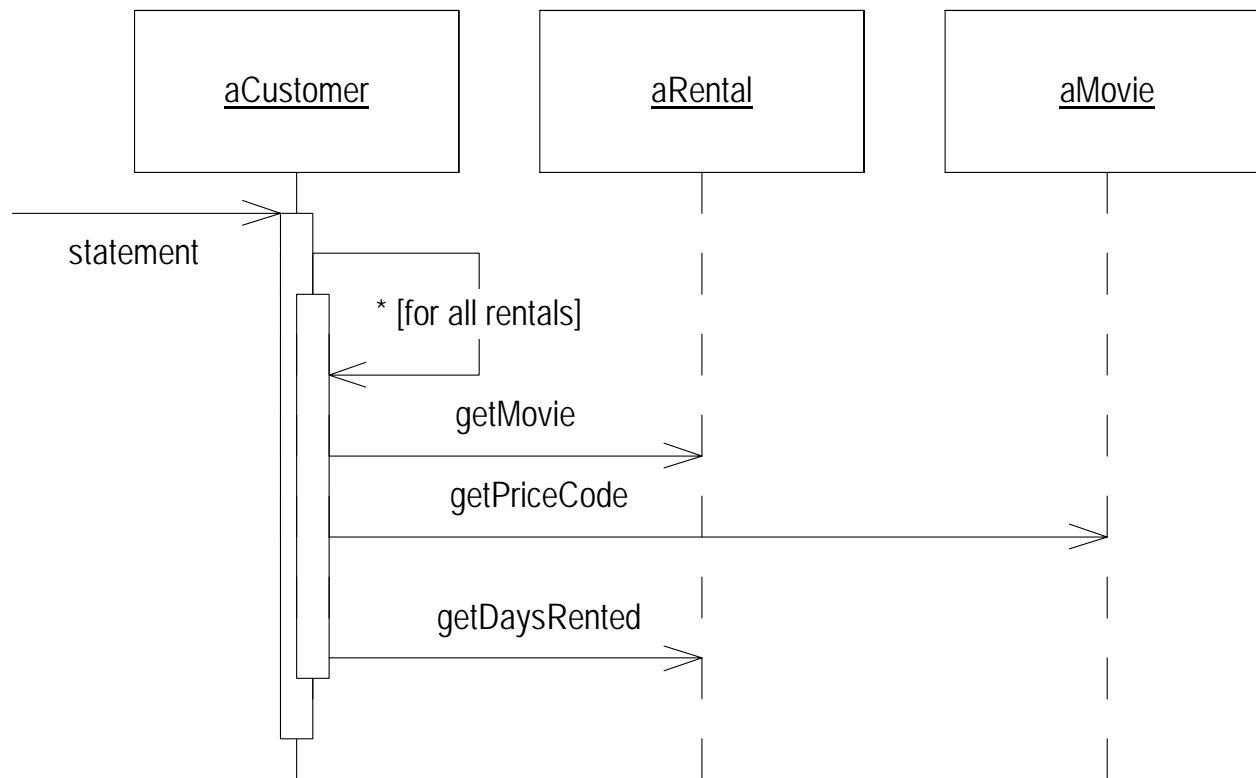 aCustomer
aRental
aMovie
statement
* [for all rentals]
getMovie
getPriceCode
getDaysRented